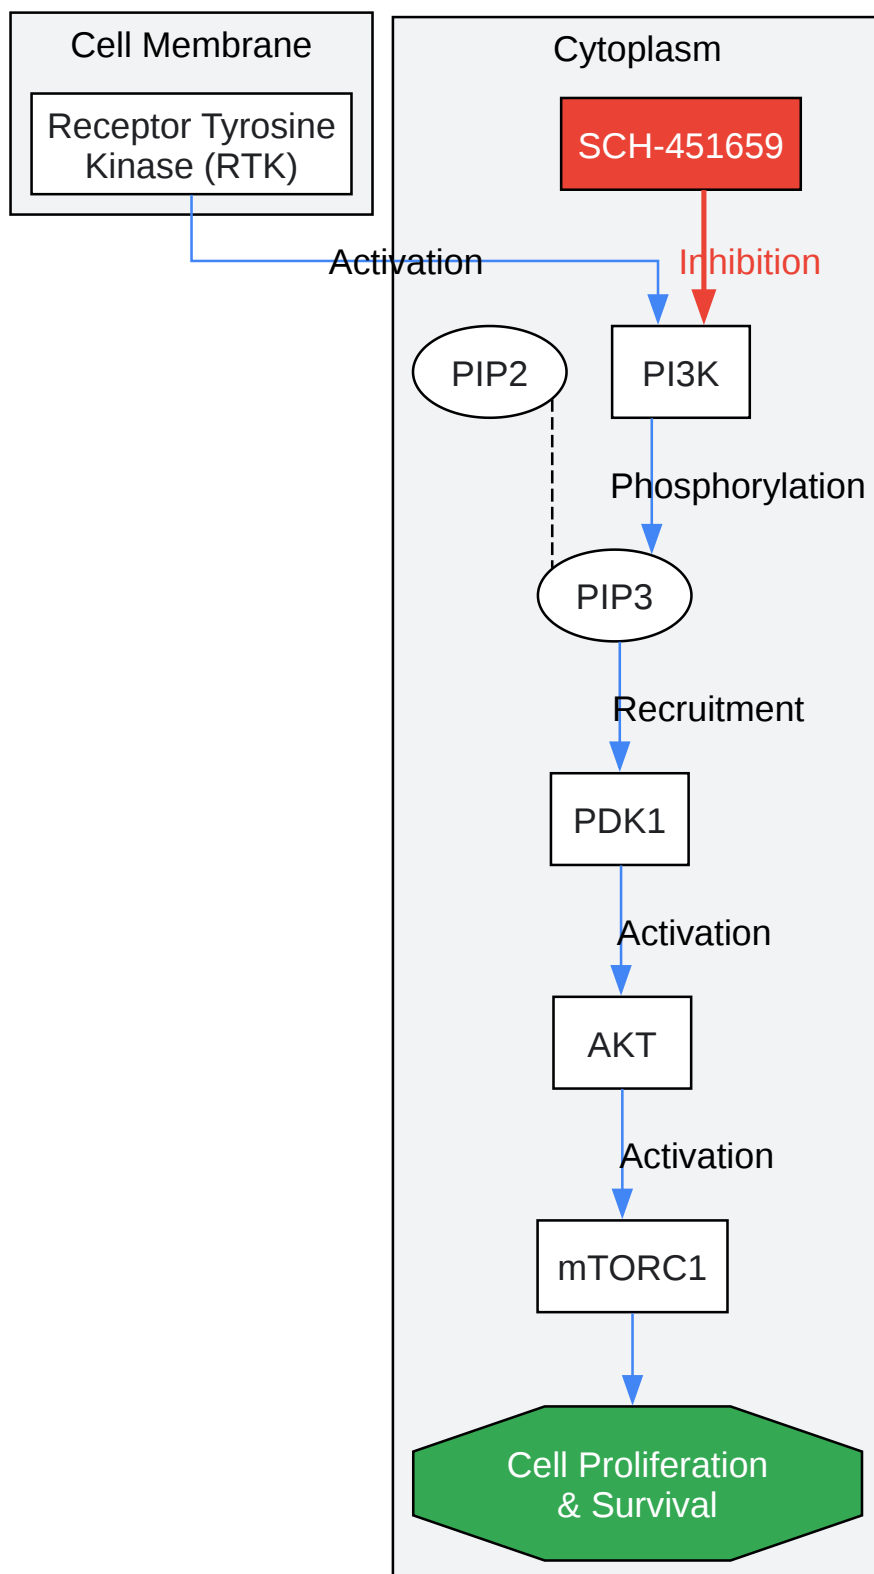 Cell Membrane
Receptor Tyrosine
Kinase (RTK)
Cytoplasm
SCH-451659
Activation
Inhibition
PIP2
PI3K
Phosphorylation
PIP3
Recruitment
PDK1
Activation
AKT
Activation
mTORC1
Cell Proliferation
& Survival